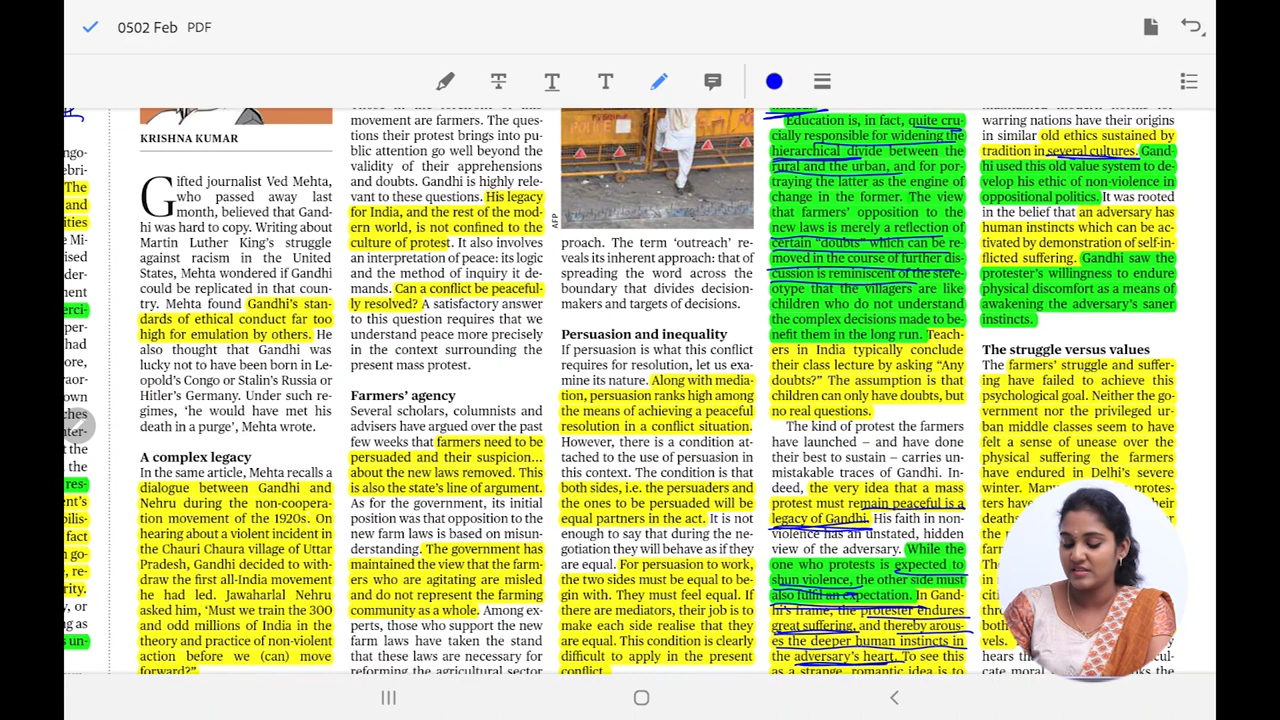 0502 Feb PDF
KRISHNA KUMAR
Gifted journalist Ved Mehta,
who passed away last
month, believed that Gand-
hi was hard to copy. Writing about
Martin Luther King's struggle
against racism in the United
States, Mehta wondered if Gandhi
could be replicated in that coun-
try. Mehta found Gandhi's stan-
dards of ethical conduct far too
high for emulation by others. He
also thought that Gandhi was
lucky not to have been born in Le-
opold's Congo or Stalin's Russia or
Hitler's Germany. Under such re-
gimes, 'he would have met his
death in a purge', Mehta wrote.
A complex legacy
In the same article, Mehta recalls a
dialogue between Gandhi and
Nehru during the non-cooperа-
tion movement of the 1920s. On
hearing about a violent incident in
the Chauri Chaura village of Uttar
Pradesh, Gandhi decided to with-
draw the first all-India movement
he had led. Jawaharlal Nehru
asked him, 'Must we train the 300
and odd millions of India in the
theory and practice of non-violent
action before we (can) move
forward?"
movement are farmers. The ques-
tions their protest brings into pu-
blic attention go well beyond the
validity of their apprehensions
and doubts. Gandhi is highly rele-
vant to these questions. His legacy
for India, and the rest of the mod-
ern world, is not confined to the
culture of protest. It also involves
an interpretation of peace: its logic
and the method of inquiry it de-
mands. Can a conflict be peaceful-
ly resolved? A satisfactory answer
to this question requires that we
understand peace more precisely
in the context surrounding the
present mass protest.
Farmers' agency
Several scholars, columnists and
advisers have argued over the past
few weeks that farmers need to be
persuaded and their suspicion...
about the new laws removed. This
is also the state's line of argument.
As for the government, its initial
position was that opposition to the
new farm laws is based on misun-
derstanding. The government has
maintained the view that the farm-
ers who are agitating are misled
and do not represent the farming
community as a whole. Among ex-
perts, those who support the new
farm laws have taken the stand
that these laws are necessary for
reforming the agricultural sector
POLICE
AFP
proach. The term 'outreach' re-
veals its inherent approach: that of
spreading the word across the
boundary that divides decision-
makers and targets of decisions.
Persuasion and inequality
If persuasion is what this conflict
requires for resolution, let us exa-
mine its nature. Along with media-
tion, persuasion ranks high among
the means of achieving a peaceful
resolution in a conflict situation.
However, there is a condition at-
tached to the use of persuasion in
this context. The condition is that
both sides, i.e. the persuaders and
the ones to be persuaded will be
equal partners in the act. It is not
enough to say that during the ne-
gotiation they will behave as if they
are equal. For persuasion to work,
the two sides must be equal to be-
gin with. They must feel equal. If
there are mediators, their job is to
make each side realise that they
are equal. This condition is clearly
difficult to apply in the present
conflict.
Education is, in fact, quite cru-
cially responsible for widening the
hierarchical divide between the
rural and the urban, and for por-
traying the latter as the engine of
change in the former. The view
that farmers' opposition to the
new laws is merely a reflection of
certain "doubts" which can be re-
moved in the course of further dis-
cussion is reminiscent of the stere-
otype that the villagers are like
children who do not understand
the complex decisions made to be-
nefit them in the long run. Teach-
ers in India typically conclude
their class lecture by asking "Any
doubts?" The assumption is that
children can only have doubts, but
no real questions.
The kind of protest the farmers
have launched – and have done
their best to sustain – carries un-
mistakable traces of Gandhi. In-
deed, the very idea that a mass
protest must remain peaceful is a
legacy of Gandhi. His faith in non-
violence has an unstated, hidden
view of the adversary. While the
one who protests is expected to
shun violence, the other side must
also fulfil an expectation. In Gand-
hi's frame, the protester endures
great suffering, and thereby arous-
es the deeper human instincts in
the adversary's heart. To see this
as a strange, romantic idea is to
warring nations have their origins
in similar old ethics sustained by
tradition in several cultures. Gand-
hi used this old value system to de-
velop his ethic of non-violence in
oppositional politics. It was rooted
in the belief that an adversary has
human instincts which can be ac-
tivated by demonstration of self-in-
flicted suffering. Gandhi saw the
protester's willingness to endure
physical discomfort as a means of
awakening the adversary's saner
instincts.
The struggle versus values
The farmers' struggle and suffer-
ing have failed to achieve this
psychological goal. Neither the go-
vernment nor the privileged ur-
ban middle classes seem to have
felt a sense of unease over the
physical suffering the farmers
have endured in Delhi's severe
winter.